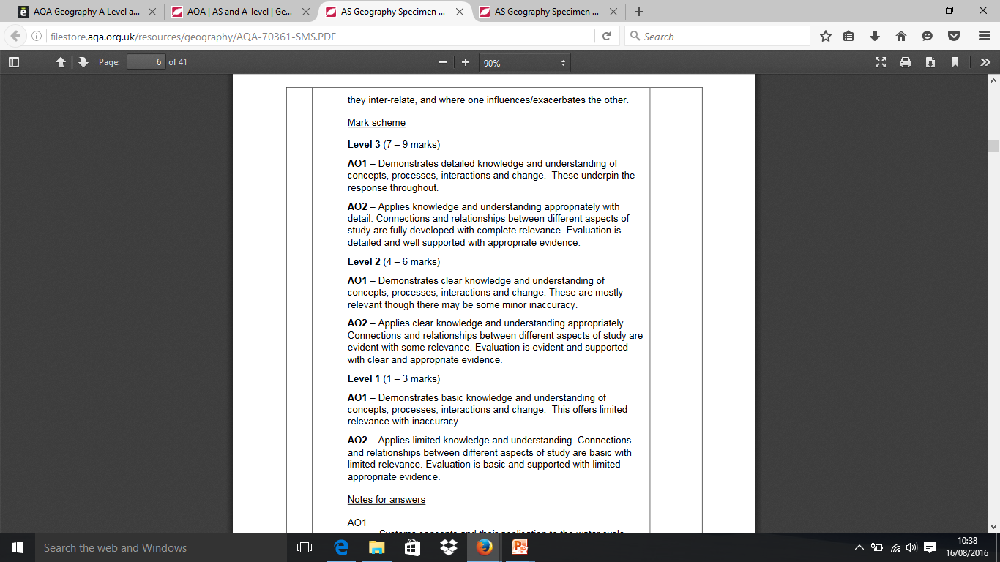 AQA Geography A Level a...
AQA | AS and A-level | Ge...
AS Geography Specimen ...
AS Geography Specimen ...
filestore.aqa.org.uk/resources/geography/AQA-70361-SMS.PDF
Search
Page: 6 of 41
90%
they inter-relate, and where one influences/exacerbates the other.
Mark scheme
Level 3 (7 – 9 marks)
AO1 – Demonstrates detailed knowledge and understanding of
concepts, processes, interactions and change. These underpin the
response throughout.
AO2 – Applies knowledge and understanding appropriately with
detail. Connections and relationships between different aspects of
study are fully developed with complete relevance. Evaluation is
detailed and well supported with appropriate evidence.
Level 2 (4 – 6 marks)
AO1 – Demonstrates clear knowledge and understanding of
concepts, processes, interactions and change. These are mostly
relevant though there may be some minor inaccuracy.
AO2 – Applies clear knowledge and understanding appropriately.
Connections and relationships between different aspects of study are
evident with some relevance. Evaluation is evident and supported
with clear and appropriate evidence.
Level 1 (1 – 3 marks)
AO1 – Demonstrates basic knowledge and understanding of
concepts, processes, interactions and change. This offers limited
relevance with inaccuracy.
AO2 – Applies limited knowledge and understanding. Connections
and relationships between different aspects of study are basic with
limited relevance. Evaluation is basic and supported with limited
appropriate evidence.
Notes for answers
AO1
Systems concepts and their application to the water cycle
Search the web and Windows
10:38
16/08/2016